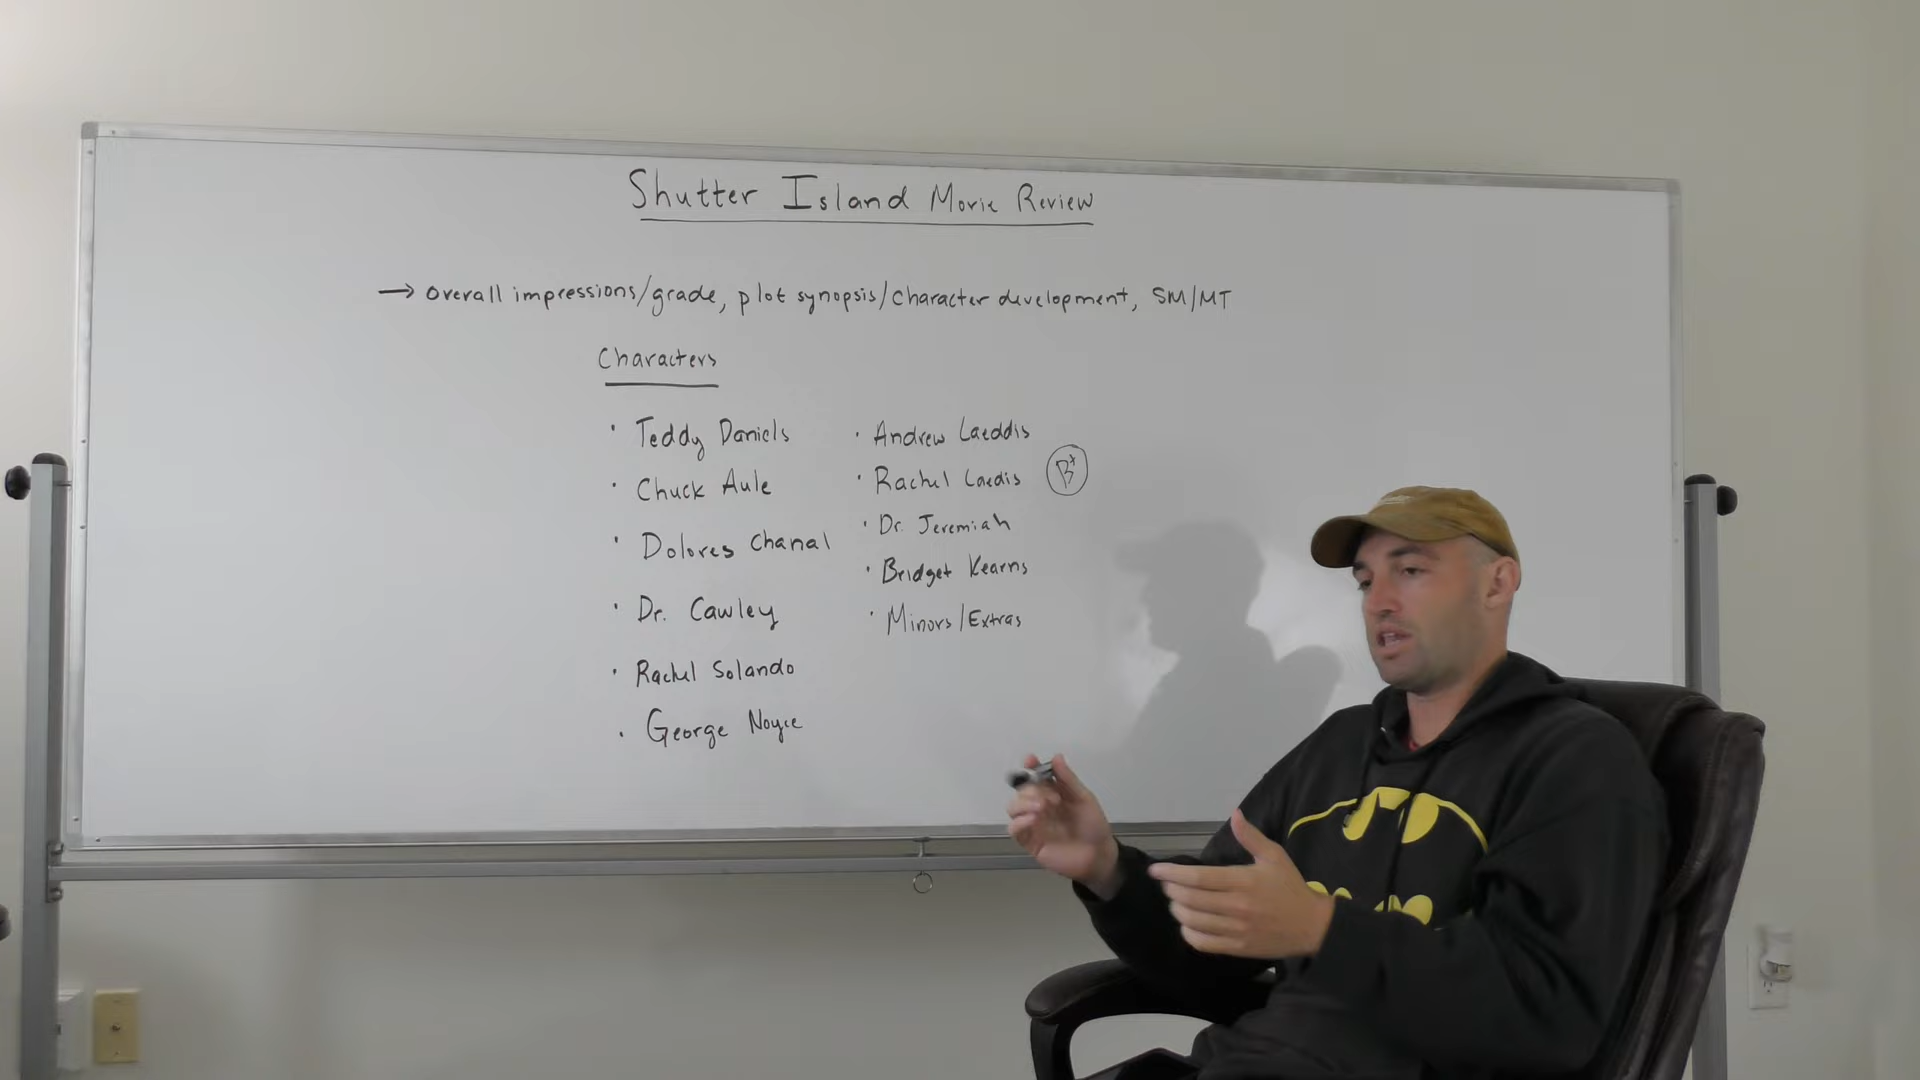 Shutter Island Movie Review
→ Overall impressions/grade, plot synopsis/character development, SM/MT
Characters
· Teddy Daniels
· Chuck Aule
· Dolores Chanal
· Dr. Cawley
· Rachel Solando
· George Noyce
· Andrew Laeddis
· Rachel Laedis
B+
· Dr. Jeremiah
· Bridget Kearns
· Minors/Extras